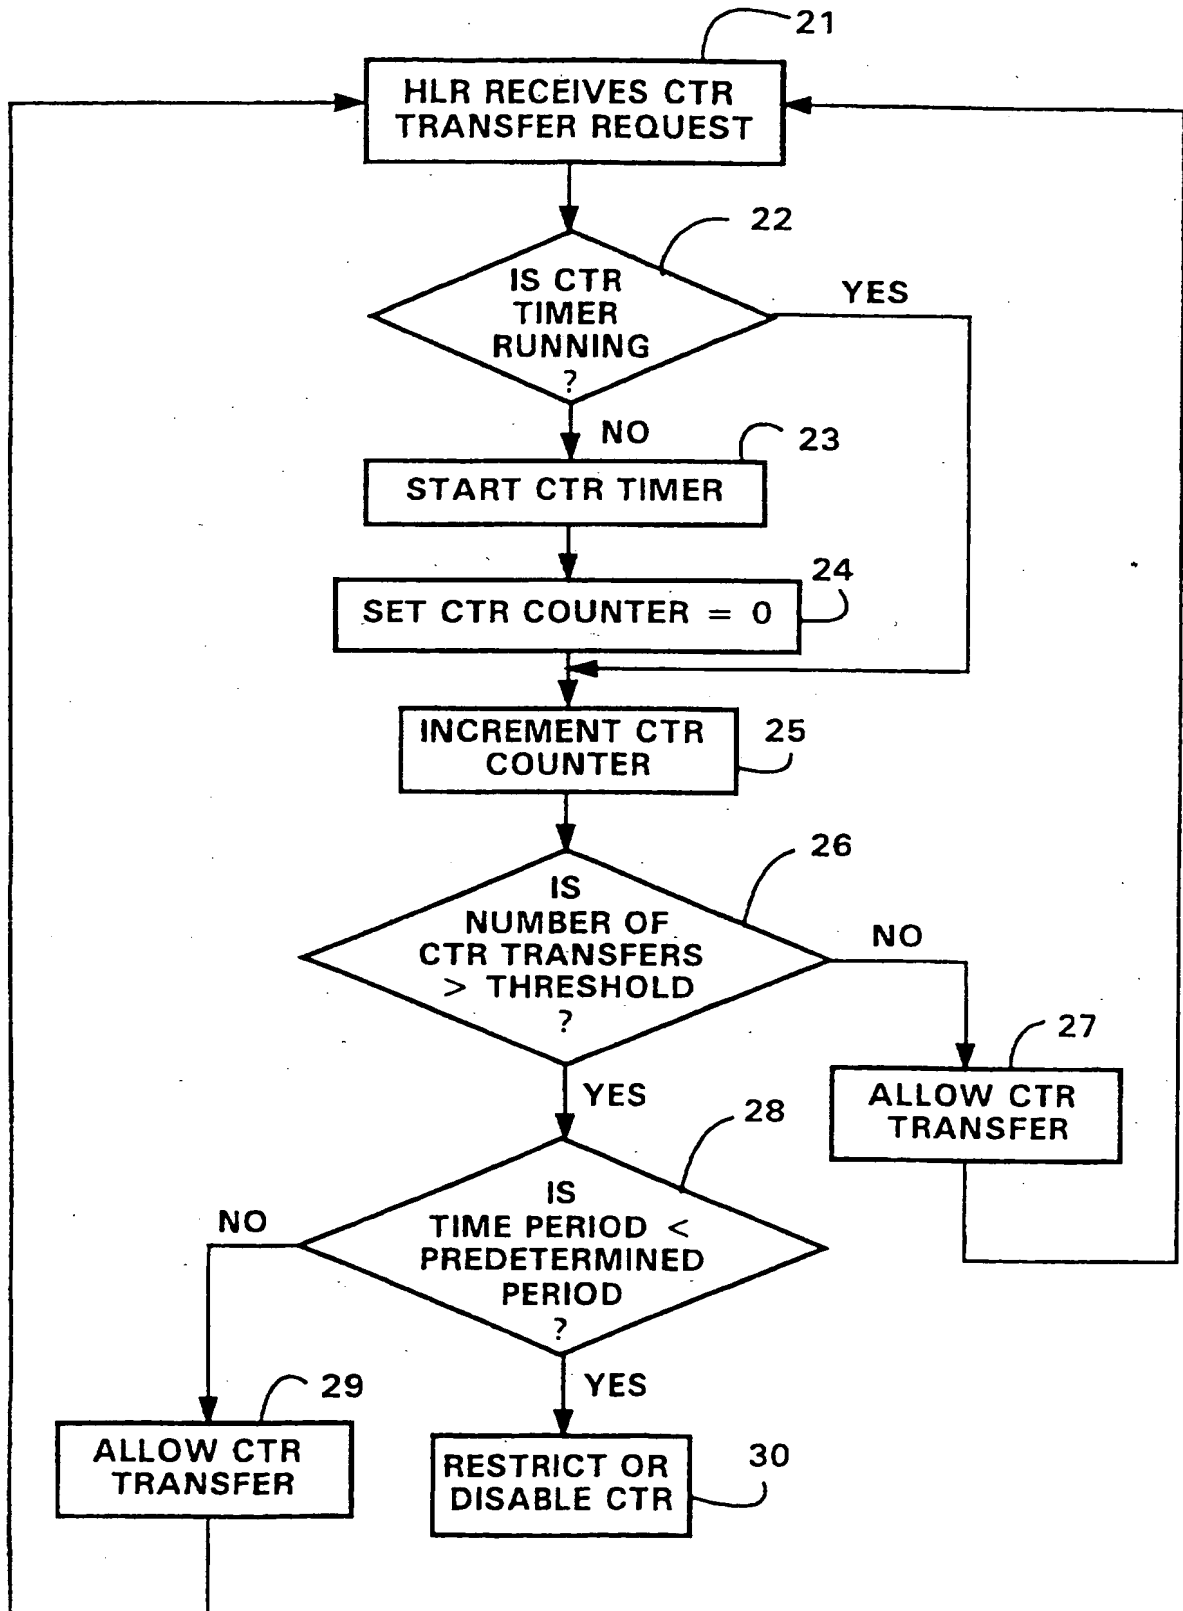 21
HLR RECEIVES CTR
TRANSFER REQUEST
22
IS CTR
TIMER
RUNNING
?
YES
NO
23
START CTR TIMER
24
SET CTR COUNTER = 0
INCREMENT CTR
COUNTER
25
26
IS
NUMBER OF
CTR TRANSFERS
> THRESHOLD
?
NO
27
ALLOW CTR
TRANSFER
YES
28
IS
TIME PERIOD <
PREDETERMINED
PERIOD
?
NO
YES
29
ALLOW CTR
TRANSFER
30
RESTRICT OR
DISABLE CTR